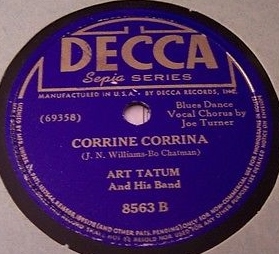 DECCA
Sepia SERIES
MANUFACTURED IN U.S.A. BY DECCA RECORDS, INC.
(69358)
Blues Dance
Vocal Chorus by
Joe Turner
CORRINE CORRINA
(J. N. Williams-Bo Chatman)
ART TATUM
And His Band
8563 B